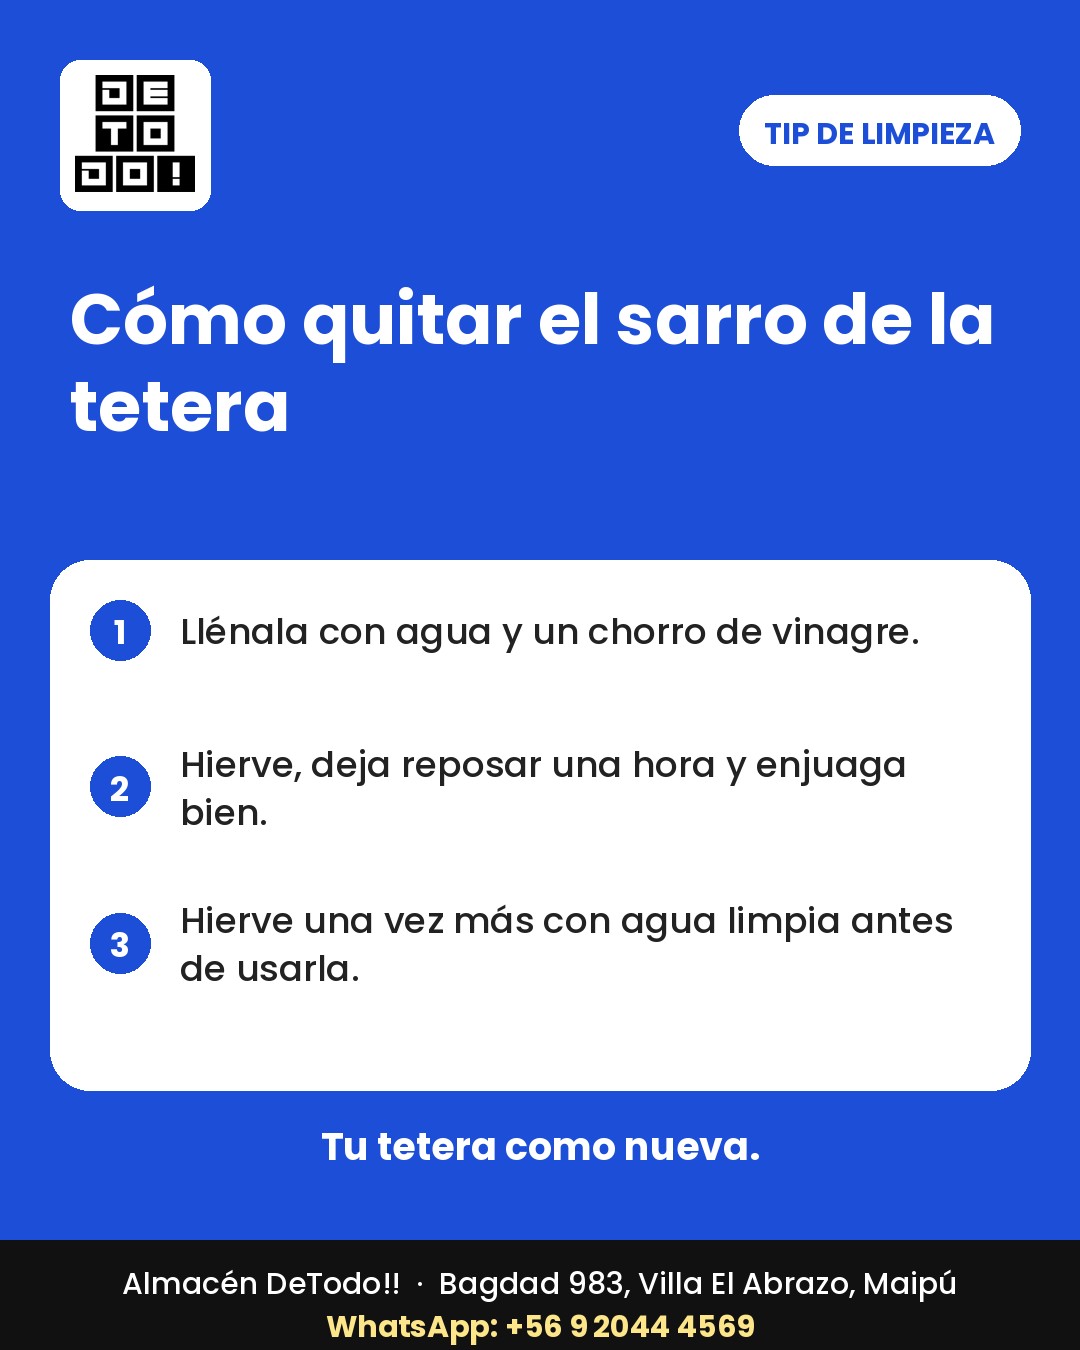 DE
TO
DO!
TIP DE LIMPIEZA
Cómo quitar el sarro de la
tetera
1 Llénala con agua y un chorro de vinagre.
2 Hierve, deja reposar una hora y enjuaga
bien.
3 Hierve una vez más con agua limpia antes
de usarla.
Tu tetera como nueva.
Almacén DeTodo!! · Bagdad 983, Villa El Abrazo, Maipú
WhatsApp: +56 9 2044 4569